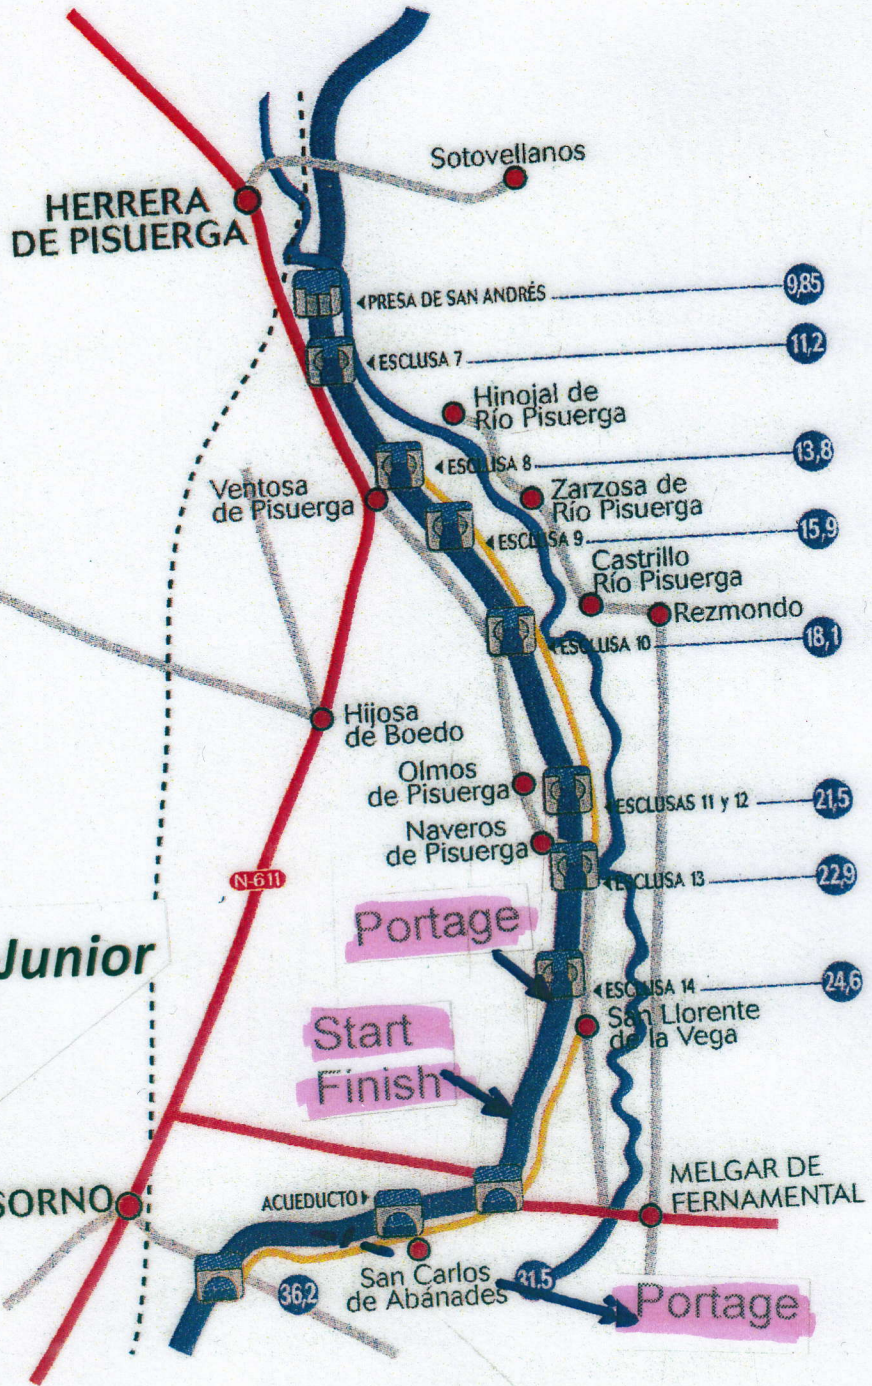 Sotovellanos
HERRERA
DE PISUERGA
PRESA DE SAN ANDRÉS
9,85
ESCLUSA 7
11,2
Hinojal de
Río Pisuerga
ESCLUSA 8
13,8
Ventosa
de Pisuerga
Zarzosa de
Río Pisuerga
ESCLUSA 9
15,9
Castrillo
Río Pisuerga
Rezmondo
ESCLUSA 10
18,1
Hijosa
de Boedo
Olmos
de Pisuerga
ESCLUSAS 11 y 12
21,5
Naveros
de Pisuerga
ESCLUSA 13
22,9
N-611
Portage
Junior
ESCLUSA 14
24,6
San Llorente
de la Vega
Start
Finish
MELGAR DE
FERNAMENTAL
SORNO
ACUEDUCTO
San Carlos
de Abánades
36,2
31,5
Portage